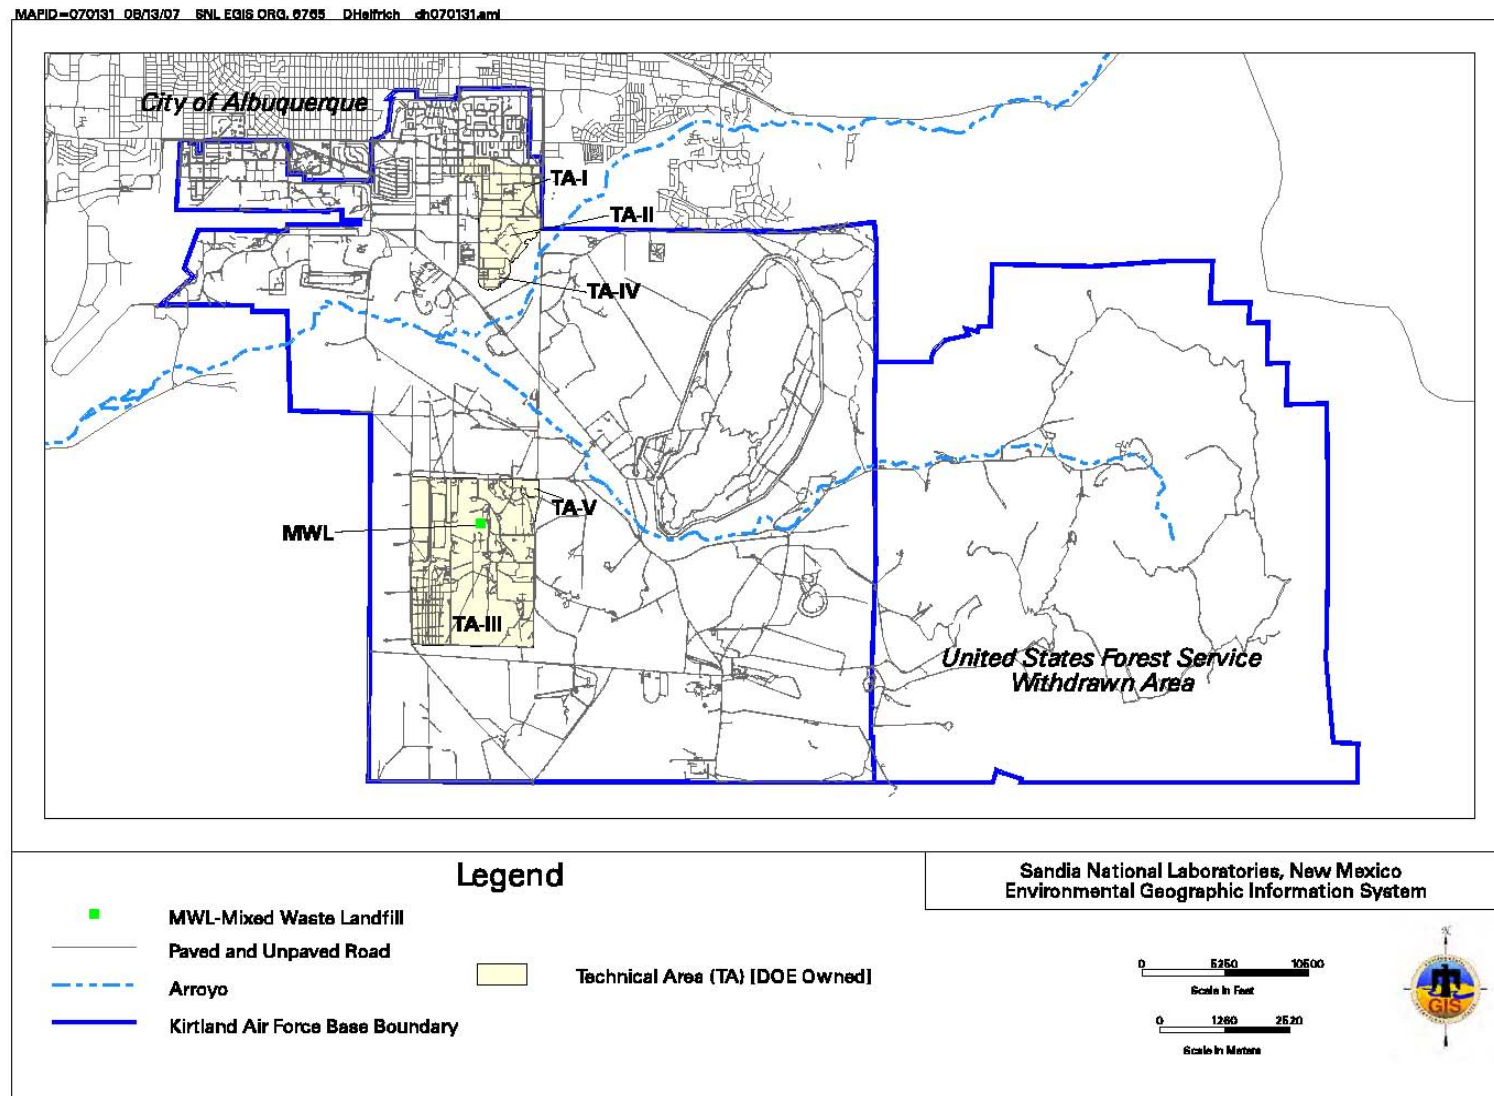 MAPID=070131 08/13/07 SNL EGIS ORG. 6765 DHelfrich dh070131.aml
City of Albuquerque
TA-I
TA-II
TA-IV
TA-V
MWL
TA-III
United States Forest Service
Withdrawn Area
Legend
MWL-Mixed Waste Landfill
Paved and Unpaved Road
Arroyo
Kirtland Air Force Base Boundary
Technical Area (TA) [DOE Owned]
Sandia National Laboratories, New Mexico
Environmental Geographic Information System
0 5250 10500
Scale in Feet
0 1260 2520
Scale in Meters
N
GIS